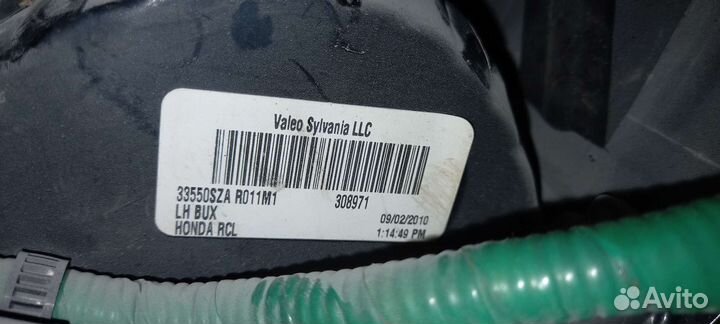 Valeo Sylvania LLC
33550SZA R011M1 308971
LH BUX 09/02/2010
HONDA RCL 1:14:49 PM
Avito